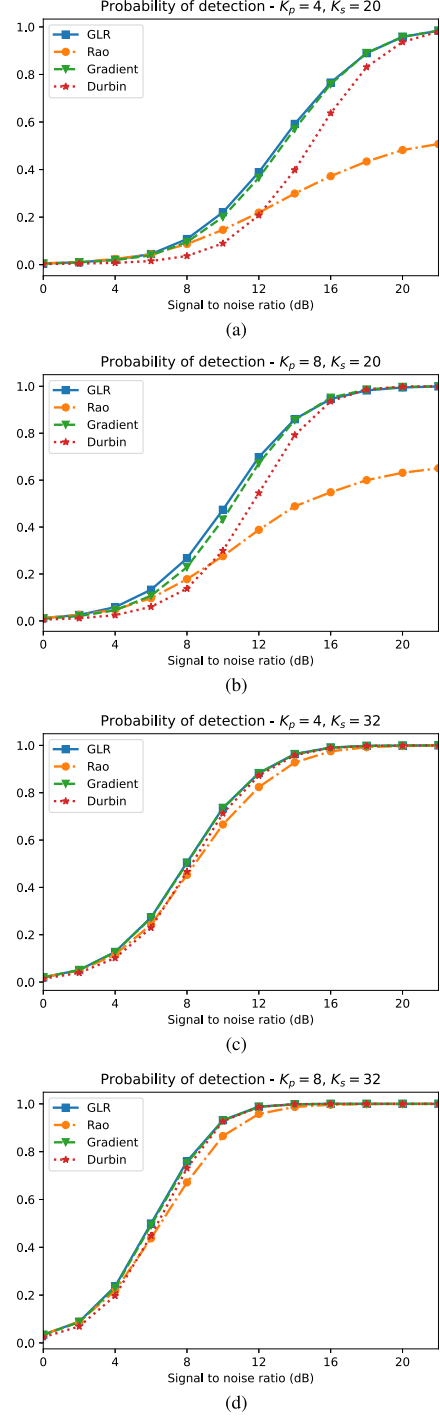 Probability of detection - Kp = 4, Ks = 20
1.0
0.8
0.6
0.4
0.2
0.0
GLR
Rao
Gradient
Durbin
0 4 8 12 16 20
Signal to noise ratio (dB)
(a)
Probability of detection - Kp = 8, Ks = 20
1.0
0.8
0.6
0.4
0.2
0.0
GLR
Rao
Gradient
Durbin
0 4 8 12 16 20
Signal to noise ratio (dB)
(b)
Probability of detection - Kp = 4, Ks = 32
1.0
0.8
0.6
0.4
0.2
0.0
GLR
Rao
Gradient
Durbin
0 4 8 12 16 20
Signal to noise ratio (dB)
(c)
Probability of detection - Kp = 8, Ks = 32
1.0
0.8
0.6
0.4
0.2
0.0
GLR
Rao
Gradient
Durbin
0 4 8 12 16 20
Signal to noise ratio (dB)
(d)